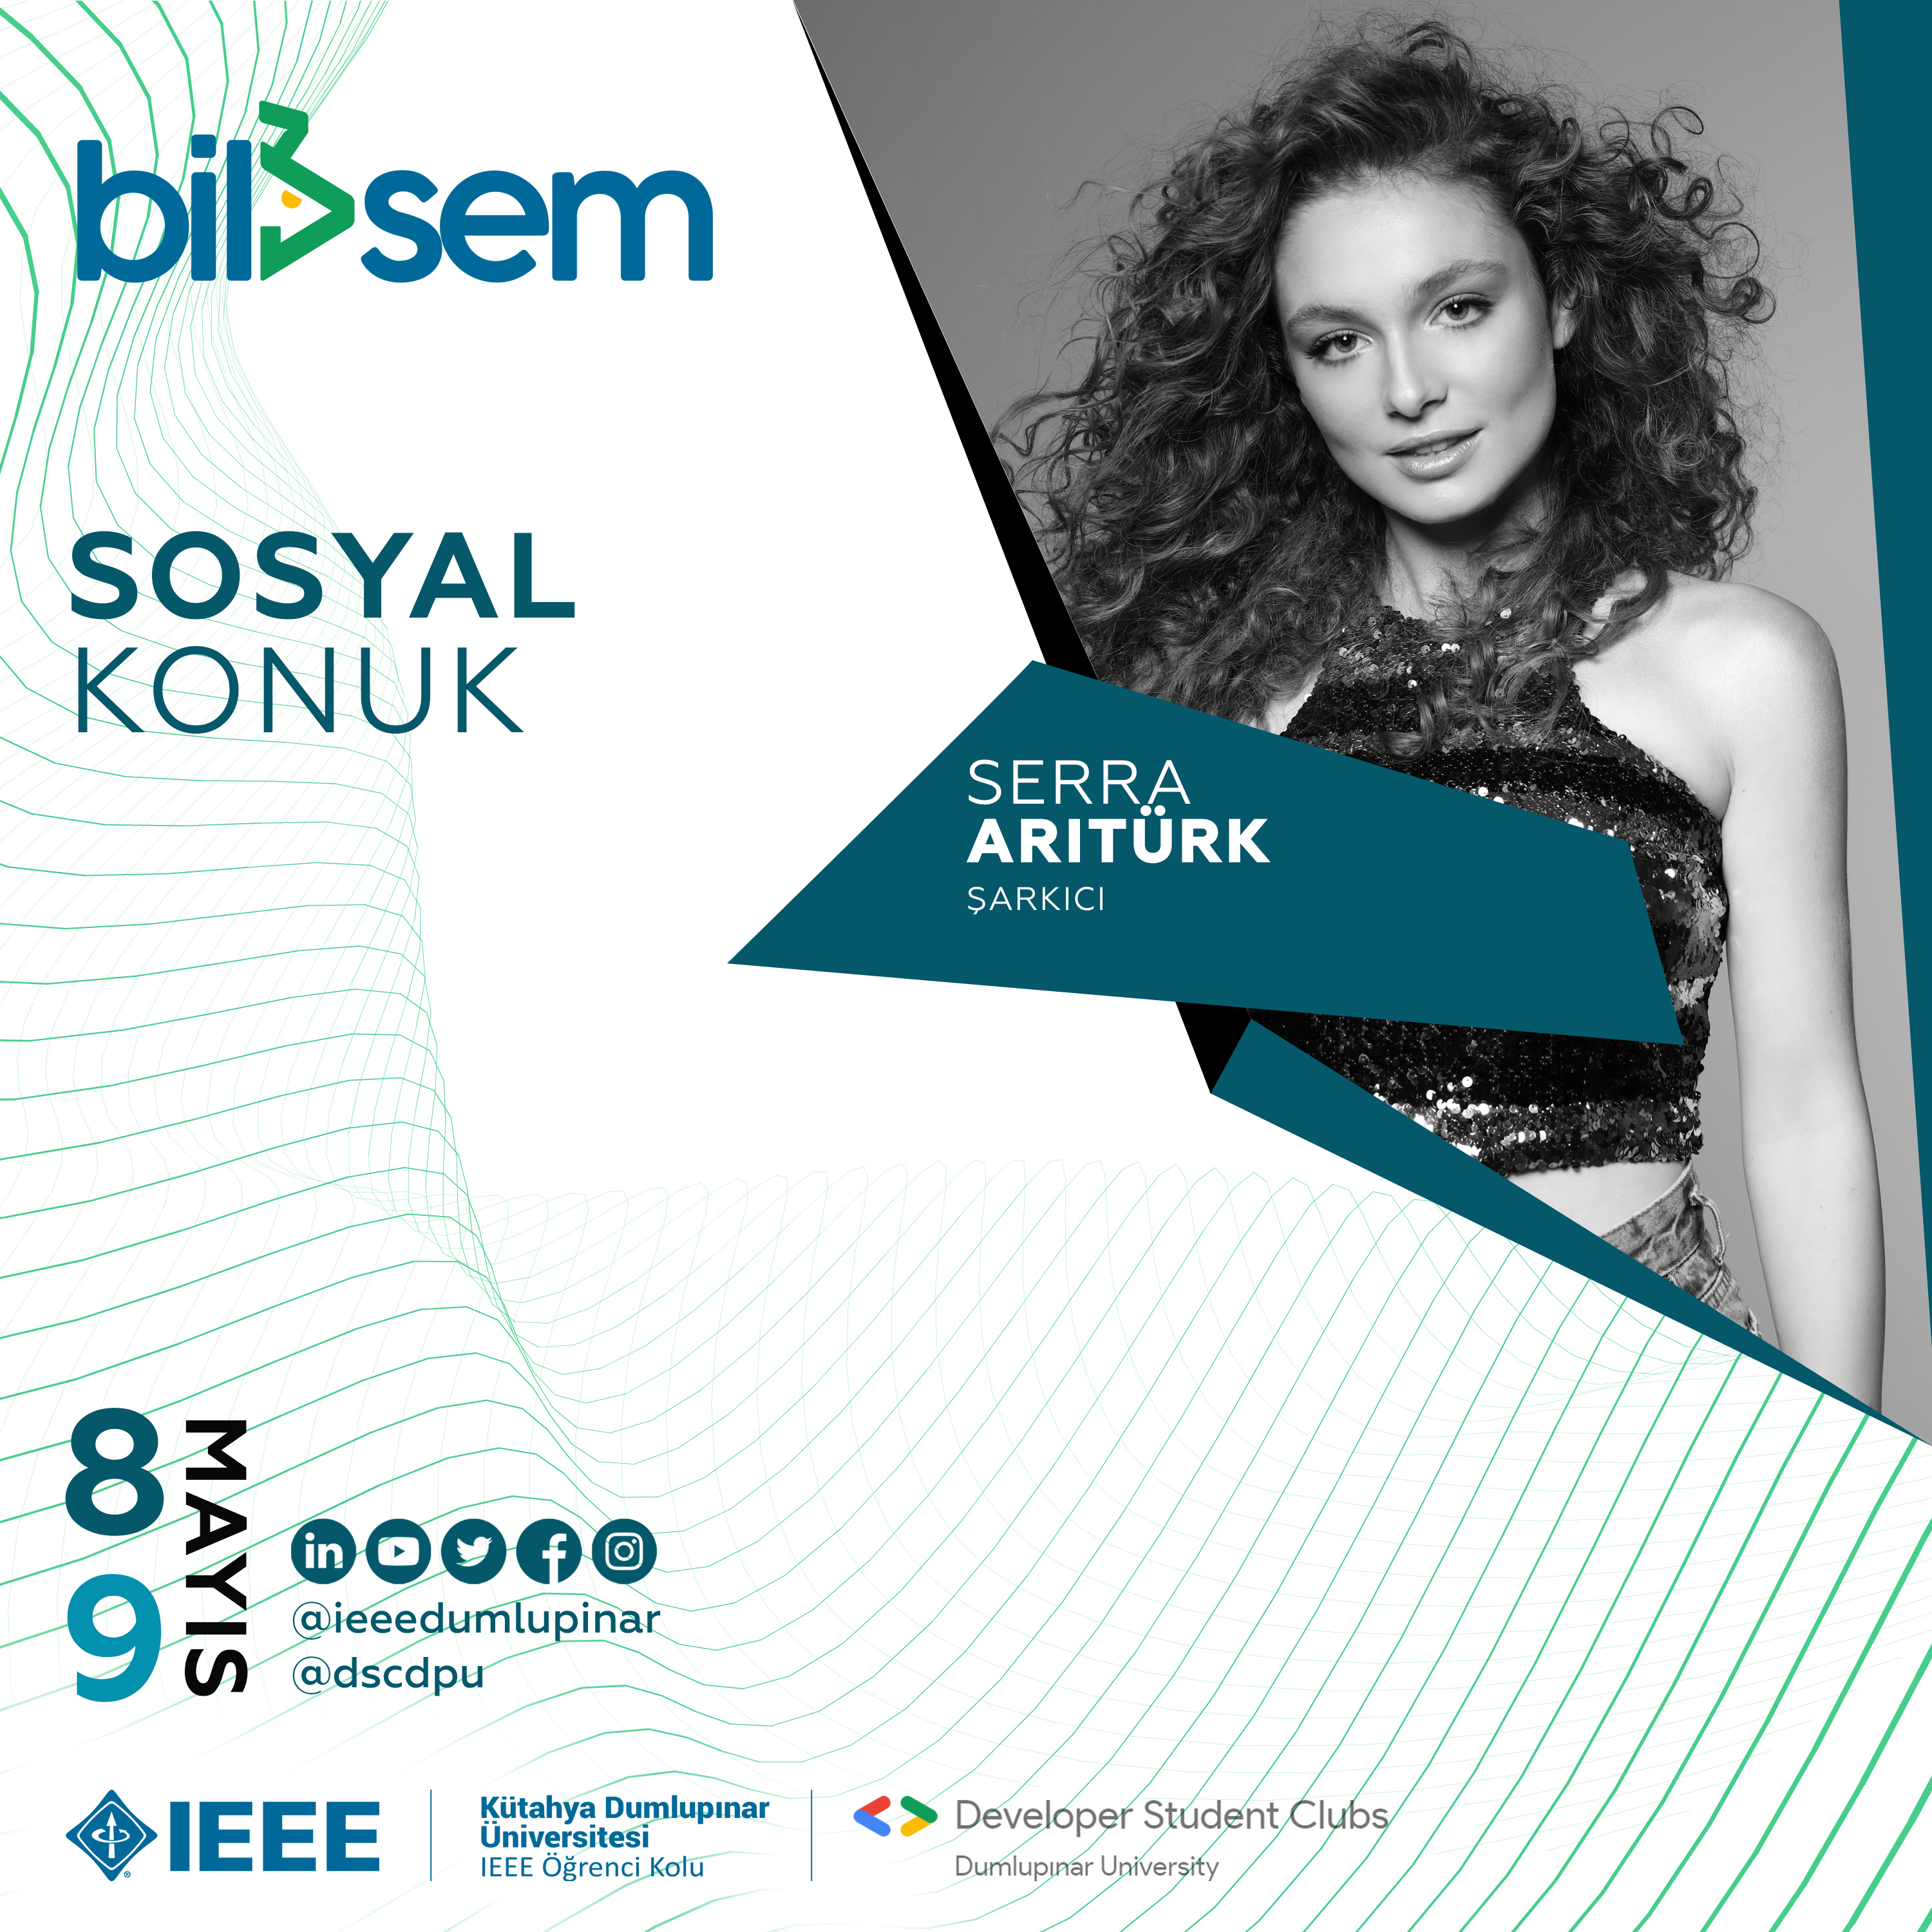 bil3sem
SOSYAL
KONUK
SERRA
ARITÜRK
ŞARKICI
8
9
MAYIS
@ieeedumlupinar
@dscdpu
IEEE
Kütahya Dumlupınar
Üniversitesi
IEEE Öğrenci Kolu
Developer Student Clubs
Dumlupınar University